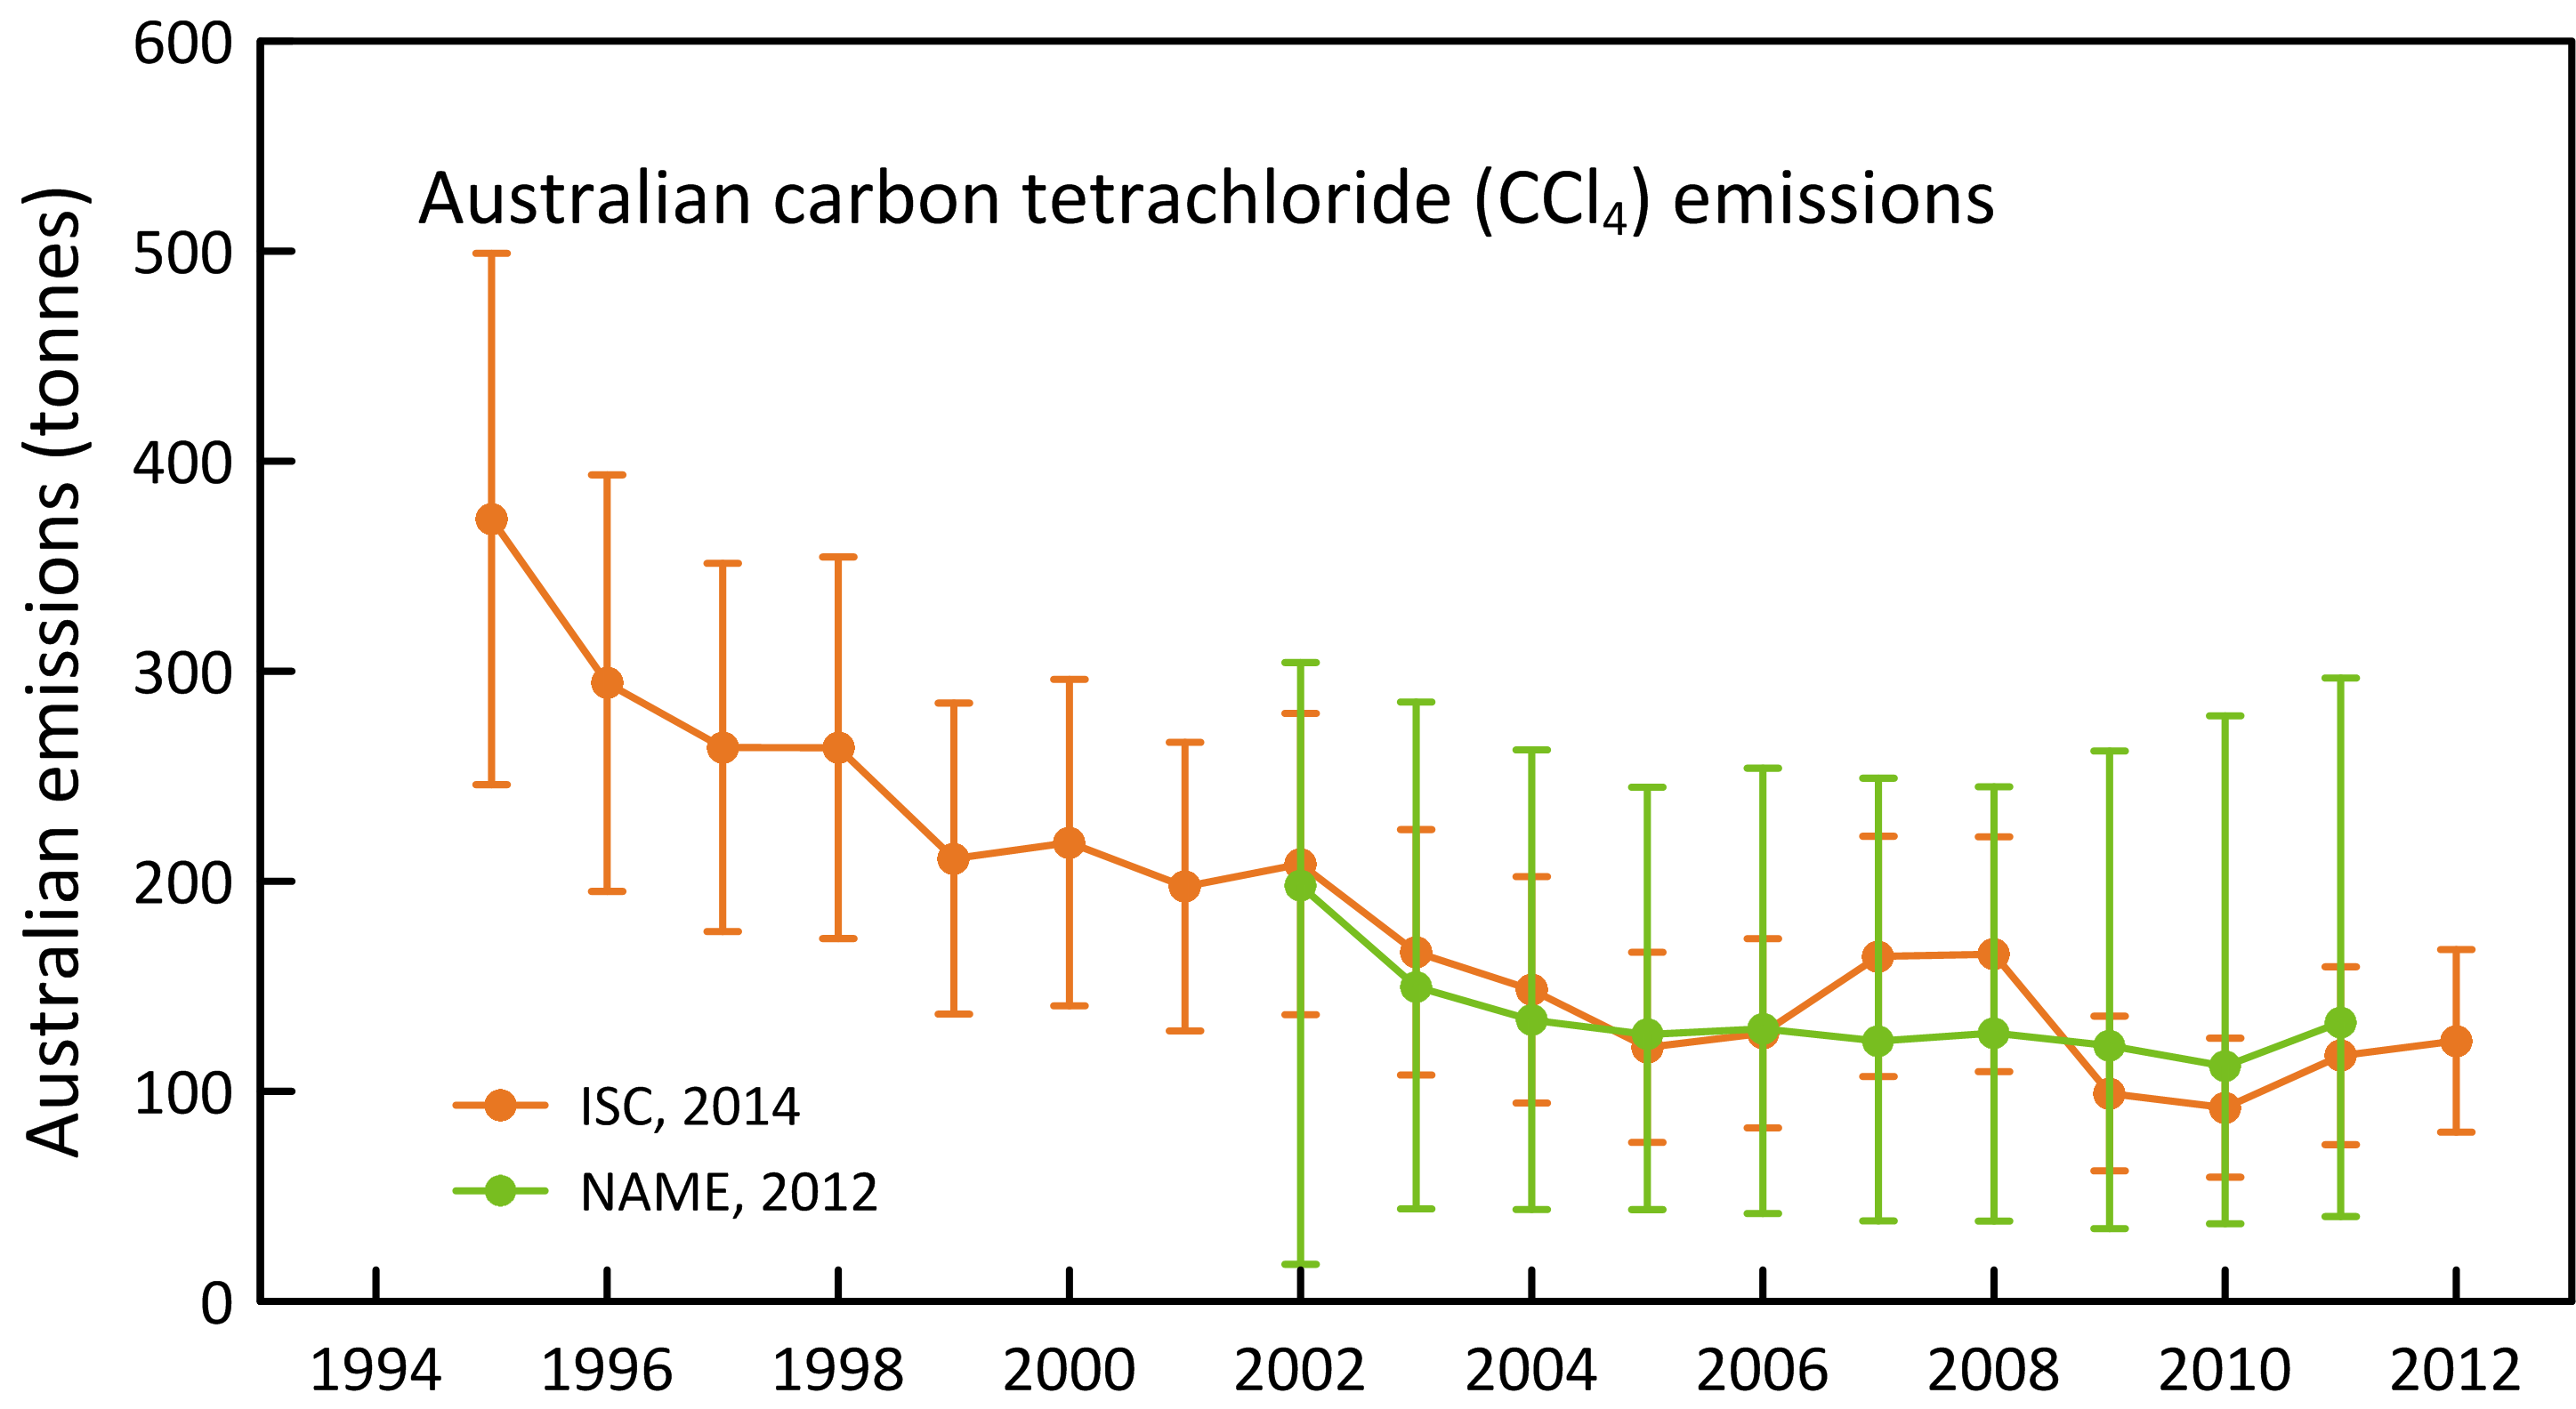 600
Australian carbon tetrachloride (CCl₄) emissions
500
400
300
200
100
0
Australian emissions (tonnes)
ISC, 2014
NAME, 2012
1994 1996 1998 2000 2002 2004 2006 2008 2010 2012